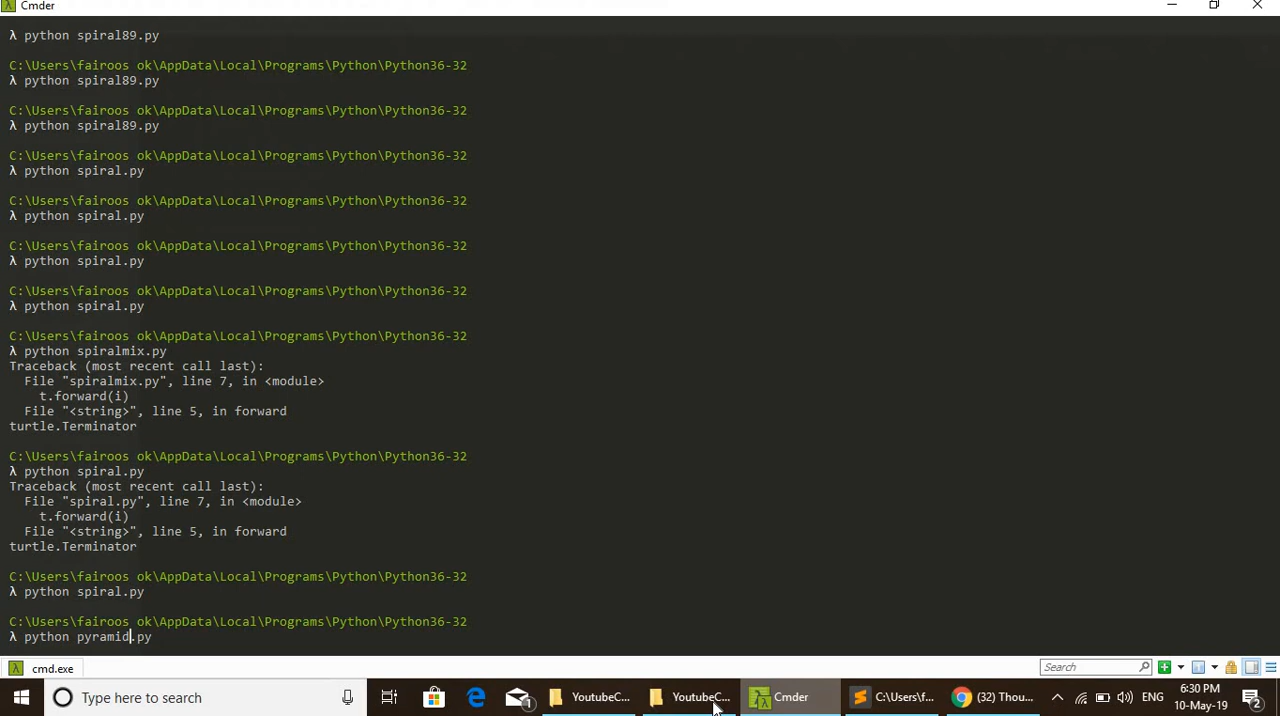 Cmder
λ python spiral89.py
C:\Users\fairoos ok\AppData\Local\Programs\Python\Python36-32
λ python spiral89.py
C:\Users\fairoos ok\AppData\Local\Programs\Python\Python36-32
λ python spiral89.py
C:\Users\fairoos ok\AppData\Local\Programs\Python\Python36-32
λ python spiral.py
C:\Users\fairoos ok\AppData\Local\Programs\Python\Python36-32
λ python spiral.py
C:\Users\fairoos ok\AppData\Local\Programs\Python\Python36-32
λ python spiral.py
C:\Users\fairoos ok\AppData\Local\Programs\Python\Python36-32
λ python spiral.py
C:\Users\fairoos ok\AppData\Local\Programs\Python\Python36-32
λ python spiralmix.py
Traceback (most recent call last):
File "spiralmix.py", line 7, in <module>
t.forward(i)
File "<string>", line 5, in forward
turtle.Terminator
C:\Users\fairoos ok\AppData\Local\Programs\Python\Python36-32
λ python spiral.py
Traceback (most recent call last):
File "spiral.py", line 7, in <module>
t.forward(i)
File "<string>", line 5, in forward
turtle.Terminator
C:\Users\fairoos ok\AppData\Local\Programs\Python\Python36-32
λ python spiral.py
C:\Users\fairoos ok\AppData\Local\Programs\Python\Python36-32
λ python pyramid.py
cmd.exe
Search
Type here to search
1
YoutubeC...
YoutubeC...
Cmder
C:\Users\f...
(32) Thou...
ENG
6:30 PM
10-May-19
2